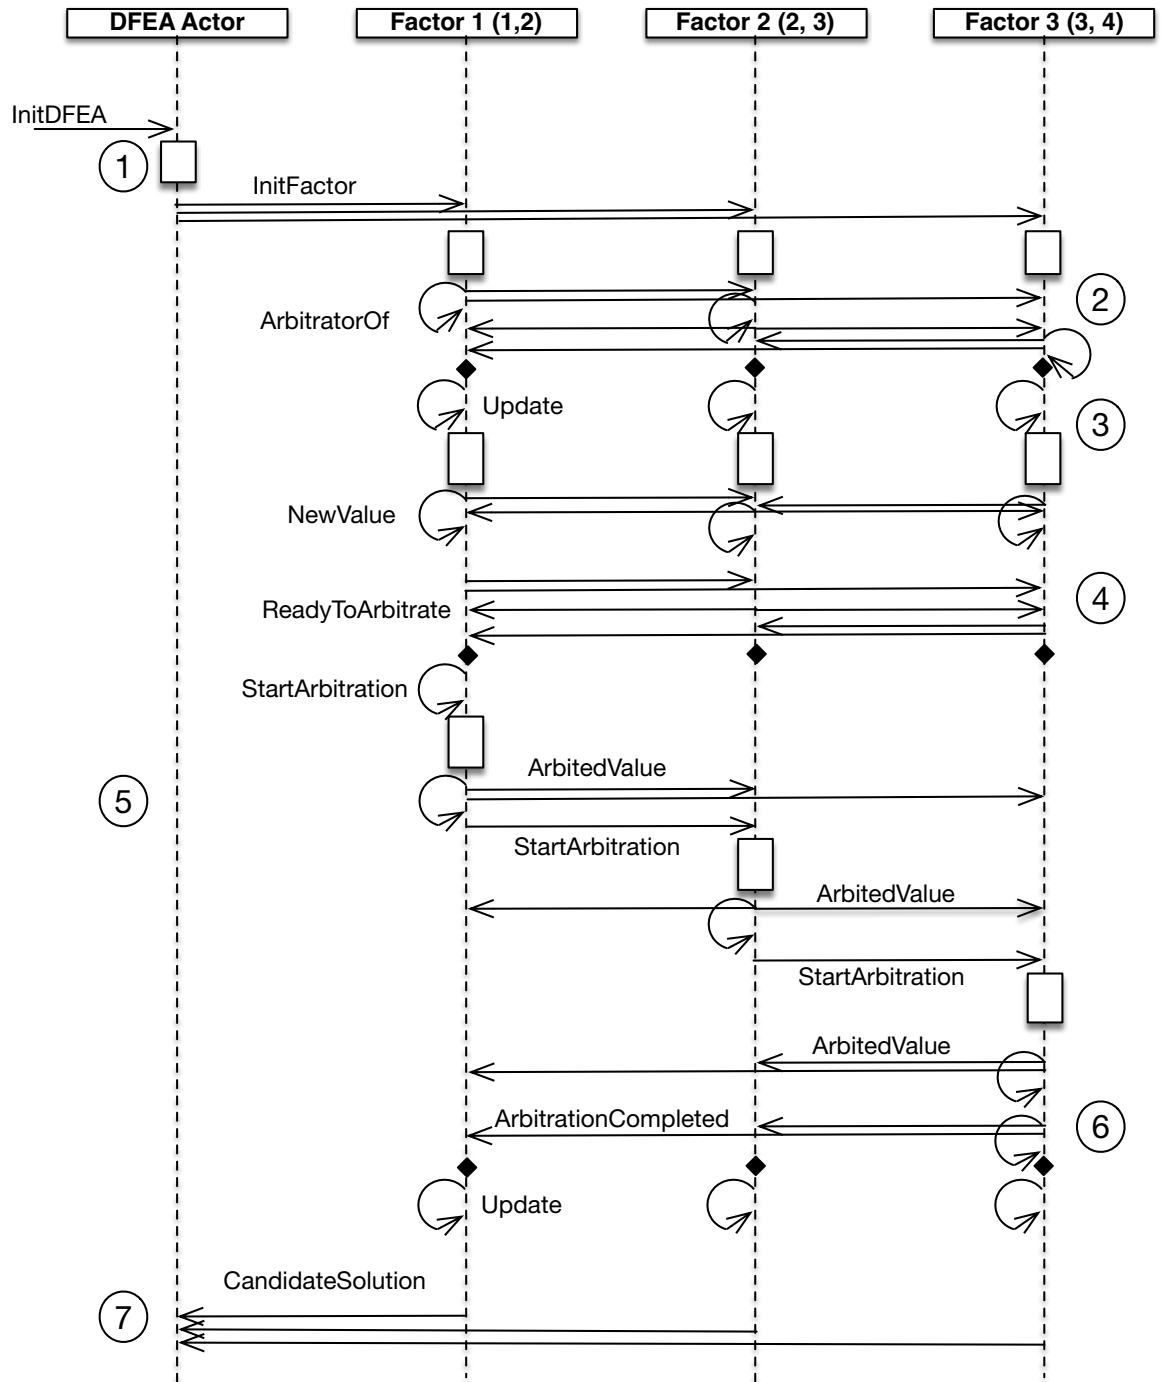 DFEA Actor
Factor 1 (1,2)
Factor 2 (2, 3)
Factor 3 (3, 4)
InitDFEA
1
InitFactor
2
ArbitratorOf
Update
3
NewValue
4
ReadyToArbitrate
StartArbitration
ArbitedValue
5
StartArbitration
ArbitedValue
StartArbitration
ArbitedValue
ArbitrationCompleted
6
Update
CandidateSolution
7